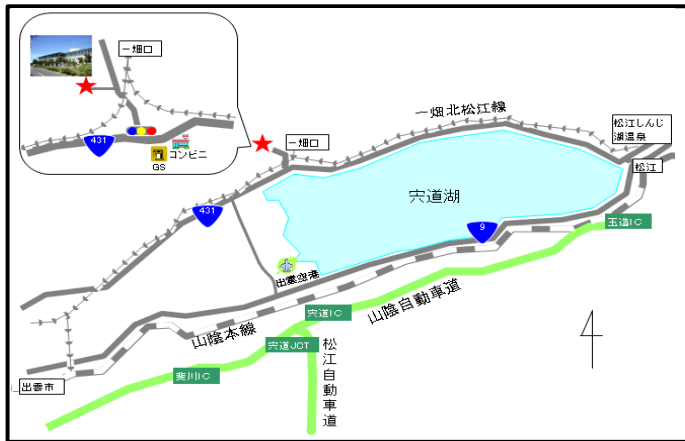 一畑口
431
コンビニ
GS
一畑口
一畑北松江線
松江しんじ
湖温泉
松江
宍道湖
431
9
玉造IC
出雲空港
山陰自動車道
宍道IC
山陰本線
宍道JCT
松江自動車道
斐川IC
出雲市